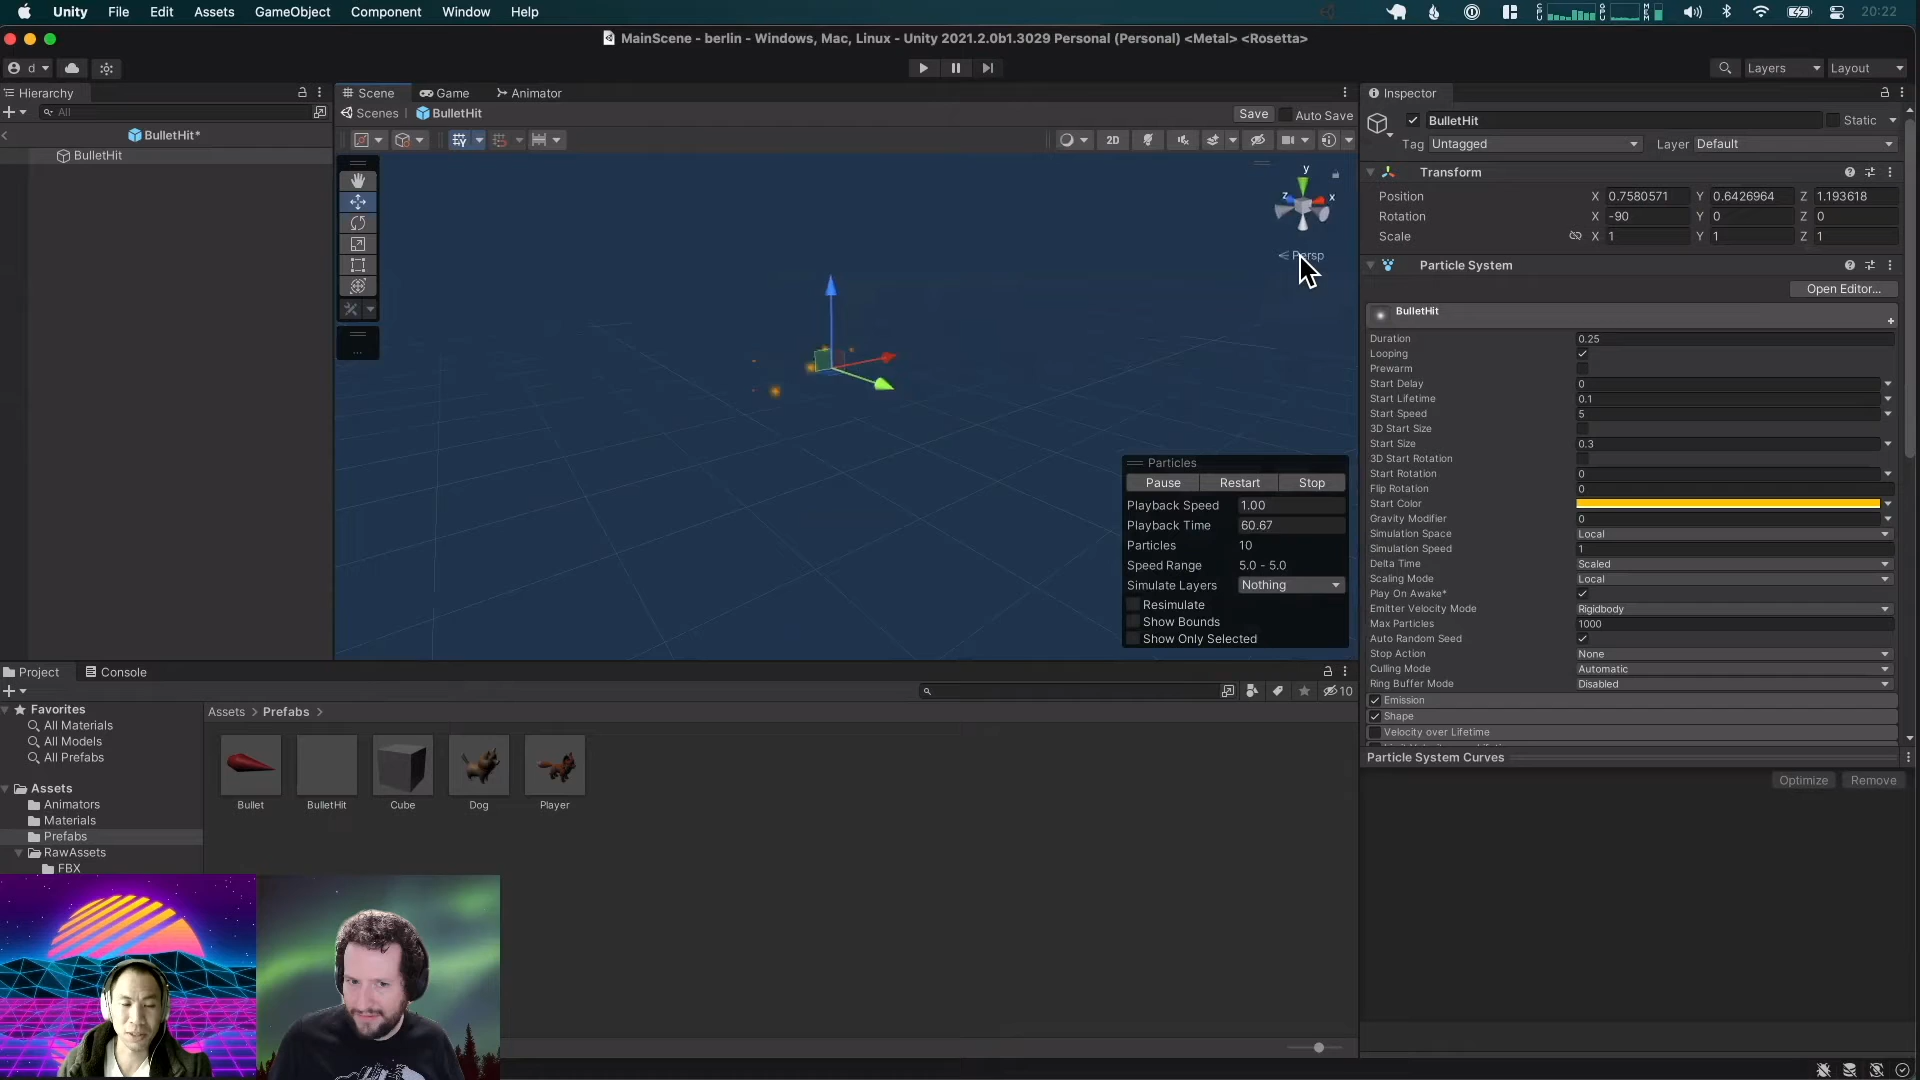 Unity File Edit Assets GameObject Component Window Help 20:22
MainScene - berlin - Windows, Mac, Linux - Unity 2021.2.0b1.3029 Personal (Personal) <Metal> <Rosetta>
d Layers Layout
Hierarchy
All
BulletHit*
BulletHit
Scene Game Animator
Scenes BulletHit Save Auto Save
2D
y
z x
Persp
Particles
Pause Restart Stop
Playback Speed 1.00
Playback Time 60.67
Particles 10
Speed Range 5.0 - 5.0
Simulate Layers Nothing
Resimulate
Show Bounds
Show Only Selected
Inspector
BulletHit Static
Tag Untagged Layer Default
Transform
Position X 0.7580571 Y 0.6426964 Z 1.193618
Rotation X -90 Y 0 Z 0
Scale X 1 Y 1 Z 1
Particle System
Open Editor...
BulletHit
Duration 0.25
Looping
Prewarm
Start Delay 0
Start Lifetime 0.1
Start Speed 5
3D Start Size
Start Size 0.3
3D Start Rotation
Start Rotation 0
Flip Rotation 0
Start Color
Gravity Modifier 0
Simulation Space Local
Simulation Speed 1
Delta Time Scaled
Scaling Mode Local
Play On Awake*
Emitter Velocity Mode Rigidbody
Max Particles 1000
Auto Random Seed
Stop Action None
Culling Mode Automatic
Ring Buffer Mode Disabled
Emission
Shape
Velocity over Lifetime
Particle System Curves
Optimize Remove
Project Console
10
Favorites
All Materials
All Models
All Prefabs
Assets
Animators
Materials
Prefabs
RawAssets
FBX
Assets > Prefabs >
Bullet BulletHit Cube Dog Player